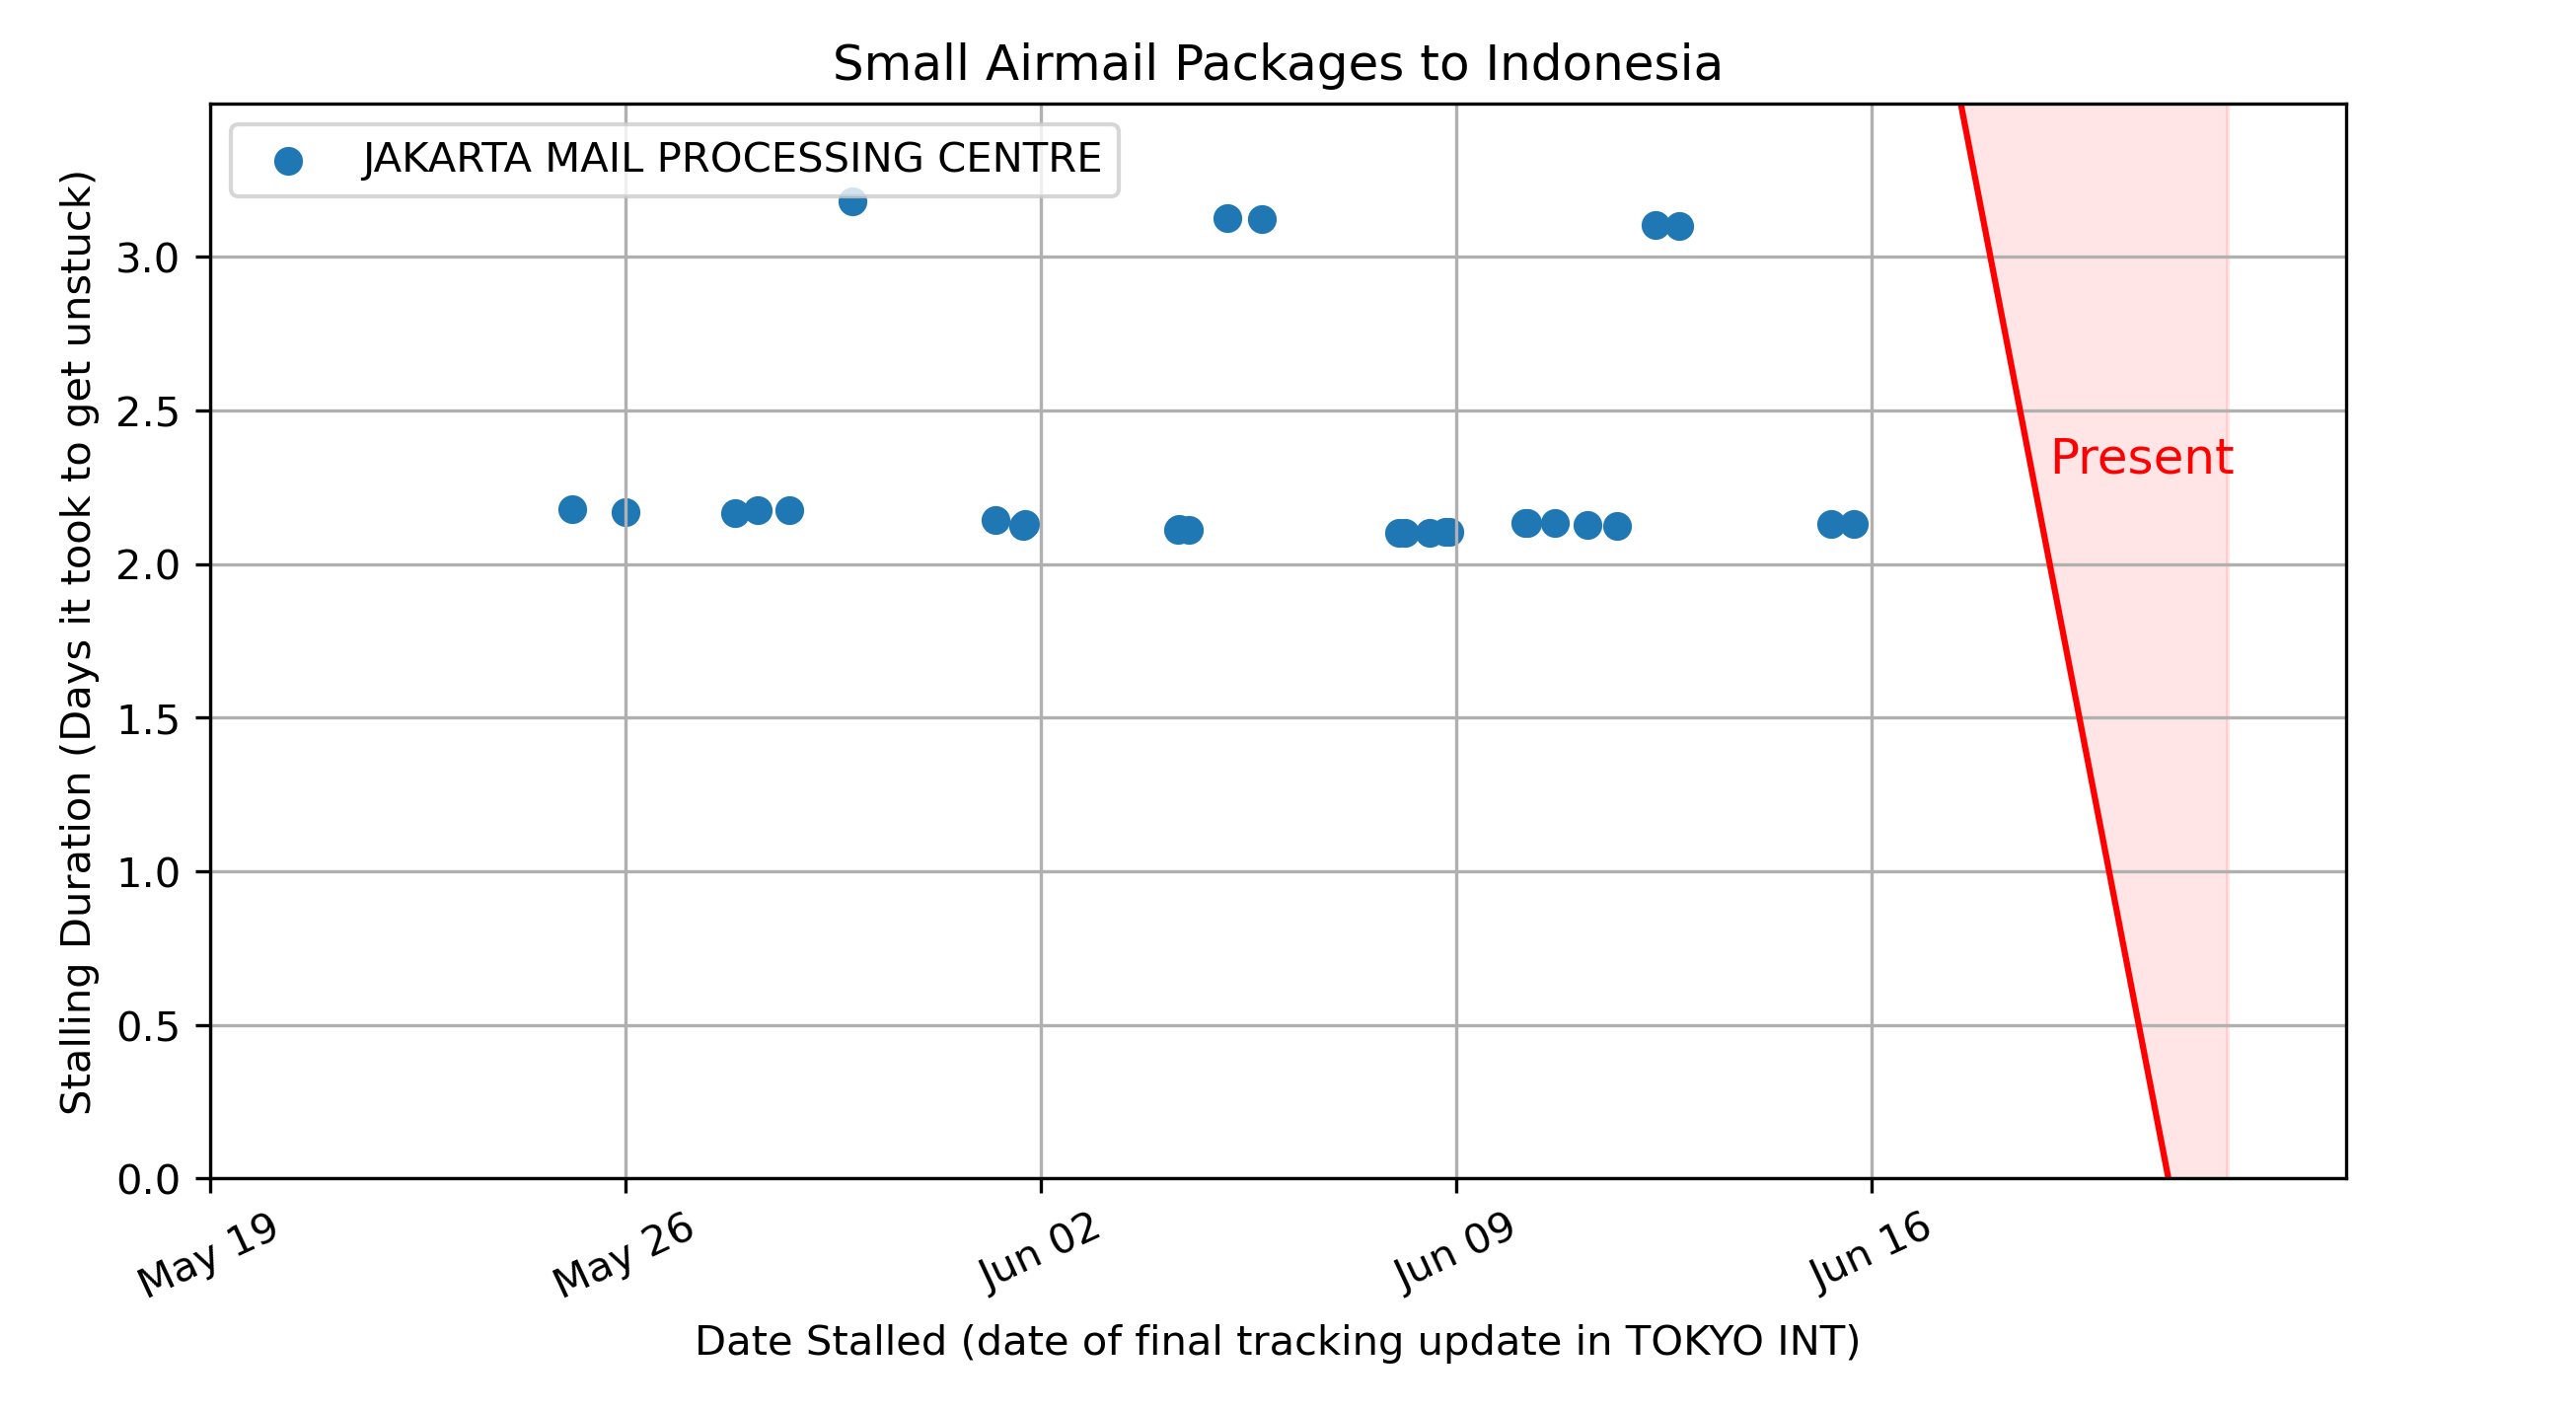 Small Airmail Packages to Indonesia
JAKARTA MAIL PROCESSING CENTRE
Stalling Duration (Days it took to get unstuck)
3.0
2.5
2.0
1.5
1.0
0.5
0.0
Present
May 19
May 26
Jun 02
Jun 09
Jun 16
Date Stalled (date of final tracking update in TOKYO INT)